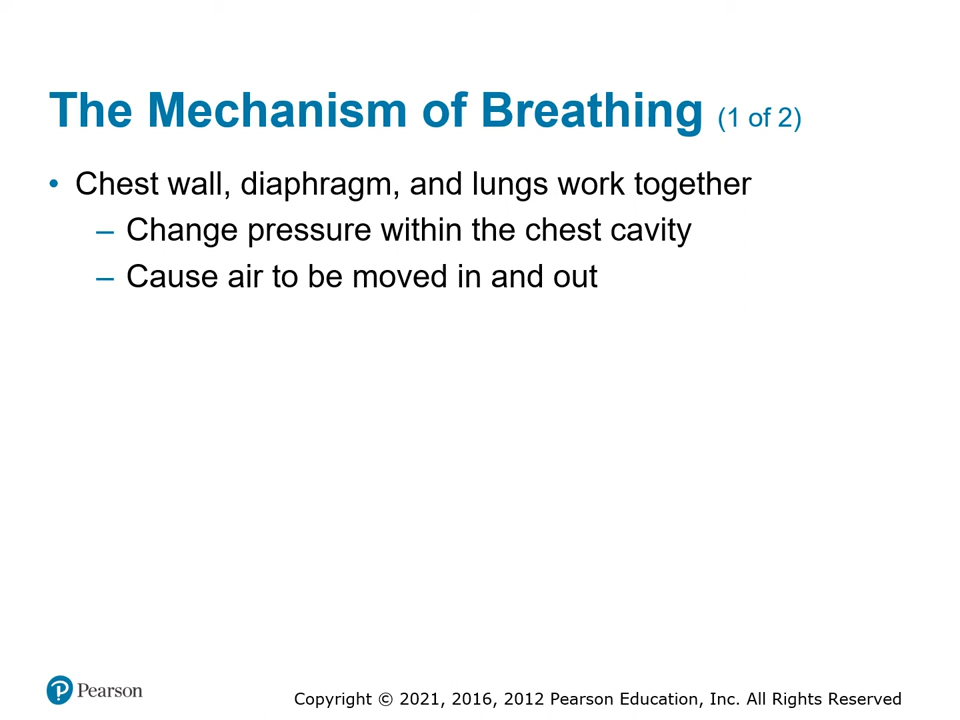 The Mechanism of Breathing (1 of 2)
• Chest wall, diaphragm, and lungs work together
– Change pressure within the chest cavity
– Cause air to be moved in and out
Pearson
Copyright © 2021, 2016, 2012 Pearson Education, Inc. All Rights Reserved